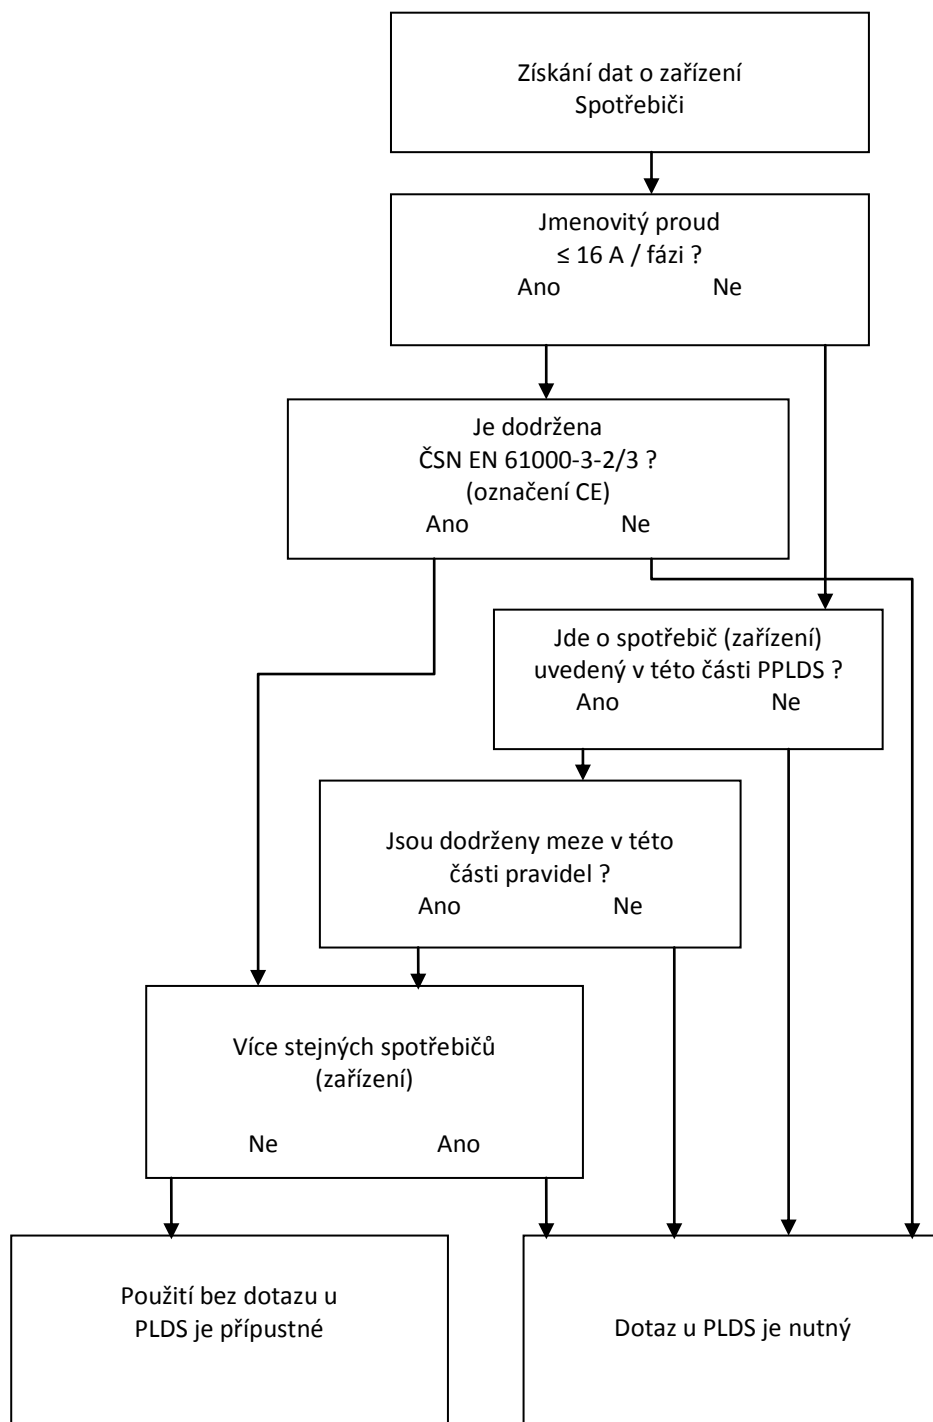 Získání dat o zařízení
Spotřebiči
Jmenovitý proud
≤ 16 A / fázi ?
Ano Ne
Je dodržena
ČSN EN 61000-3-2/3 ?
(označení CE)
Ano Ne
Jde o spotřebič (zařízení)
uvedený v této části PPLDS ?
Ano Ne
Jsou dodrženy meze v této
části pravidel ?
Ano Ne
Více stejných spotřebičů
(zařízení)
Ne Ano
Použití bez dotazu u
PLDS je přípustné
Dotaz u PLDS je nutný